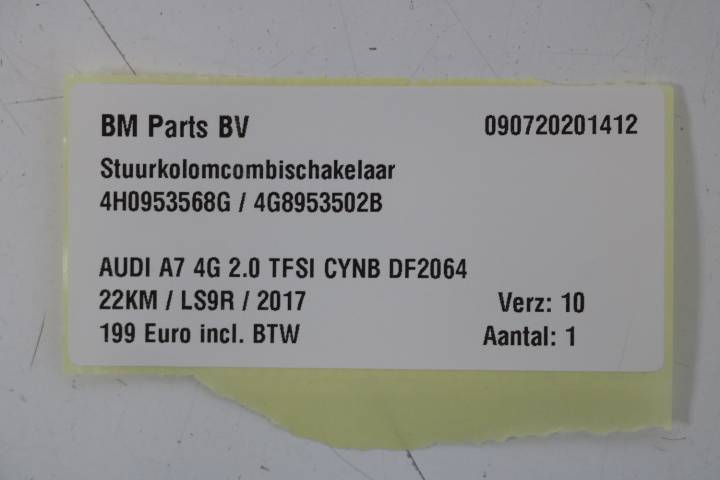 BM Parts BV 090720201412
Stuurkolomcombischakelaar
4H0953568G / 4G8953502B
AUDI A7 4G 2.0 TFSI CYNB DF2064
22KM / LS9R / 2017 Verz: 10
199 Euro incl. BTW Aantal: 1